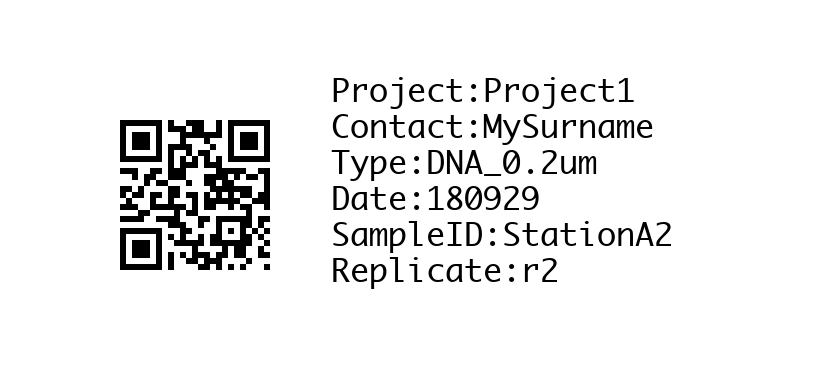 Project:Project1
Contact:MySurname
Type:DNA_0.2um
Date:180929
SampleID:StationA2
Replicate:r2